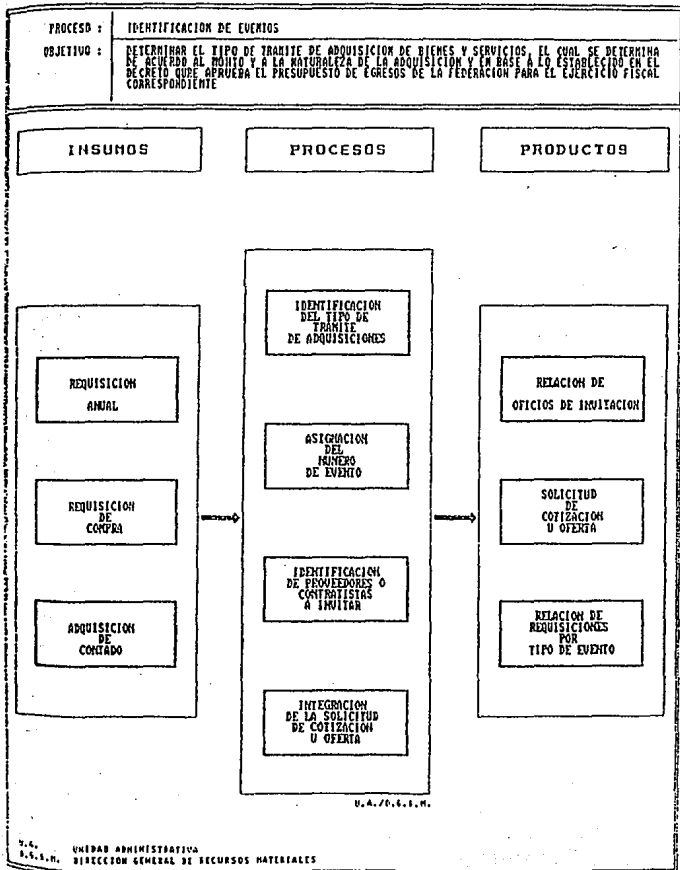 PROCESO : IDENTIFICACION DE EVENTOS
OBJETIVO : DETERMINAR EL TIPO DE TRAMITE DE ADQUISICION DE BIENES Y SERVICIOS, EL CUAL SE DETERMINA
DE ACUERDO AL MONTO Y A LA NATURALEZA DE LA ADQUISICION Y EN BASE A LO ESTABLECIDO EN EL
DECRETO QURE APRUEBA EL PRESUPUESTO DE EGRESOS DE LA FEDERACION PARA EL EJERCICIO FISCAL
CORRESPONDIENTE
INSUMOS
PROCESOS
PRODUCTOS
REQUISICION
ANUAL
REQUISICION
DE
COMPRA
ADQUISICION
DE
CONTADO
IDENTIFICACION
DEL TIPO DE
TRAMITE
DE ADQUISICIONES
ASIGNACION
DEL
NUMERO
DE EVENTO
IDENTIFICACION
DE PROVEEDORES O
CONTRATISTAS
A INVITAR
INTEGRACION
DE LA SOLICITUD
DE COTIZACION
U OFERTA
RELACION DE
OFICIOS DE INVITACION
SOLICITUD
DE
COTIZACION
U OFERTA
RELACION DE
REQUISICIONES
POR
TIPO DE EVENTO
U.A./D.G.R.M.
U.A. UNIDAD ADMINISTRATIVA
D.G.R.M. DIRECCION GENERAL DE RECURSOS MATERIALES